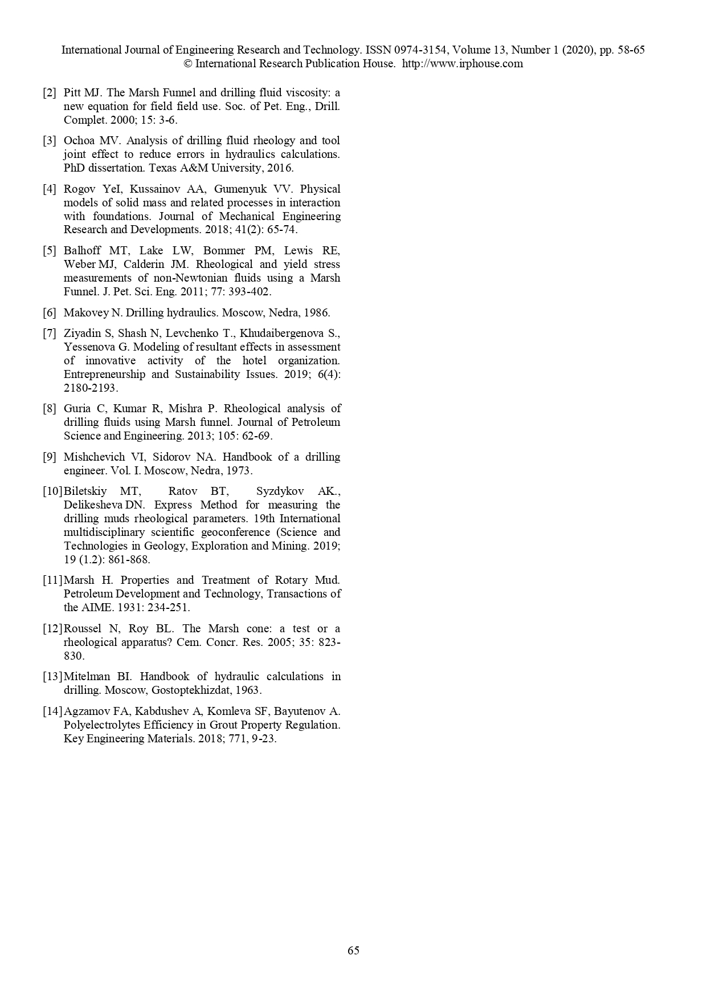 International Journal of Engineering Research and Technology. ISSN 0974-3154, Volume 13, Number 1 (2020), pp. 58-65
© International Research Publication House.  http://www.irphouse.com
[2] Pitt MJ. The Marsh Funnel and drilling fluid viscosity: a
new equation for field field use. Soc. of Pet. Eng., Drill.
Complet. 2000; 15: 3-6.
[3] Ochoa MV. Analysis of drilling fluid rheology and tool
joint effect to reduce errors in hydraulics calculations.
PhD dissertation. Texas A&M University, 2016.
[4] Rogov YeI, Kussainov AA, Gumenyuk VV. Physical
models of solid mass and related processes in interaction
with foundations. Journal of Mechanical Engineering
Research and Developments. 2018; 41(2): 65-74.
[5] Balhoff MT, Lake LW, Bommer PM, Lewis RE,
Weber MJ, Calderin JM. Rheological and yield stress
measurements of non-Newtonian fluids using a Marsh
Funnel. J. Pet. Sci. Eng. 2011; 77: 393-402.
[6] Makovey N. Drilling hydraulics. Moscow, Nedra, 1986.
[7] Ziyadin S, Shash N, Levchenko T., Khudaibergenova S.,
Yessenova G. Modeling of resultant effects in assessment
of innovative activity of the hotel organization.
Entrepreneurship and Sustainability Issues. 2019; 6(4):
2180-2193.
[8] Guria C, Kumar R, Mishra P. Rheological analysis of
drilling fluids using Marsh funnel. Journal of Petroleum
Science and Engineering. 2013; 105: 62-69.
[9] Mishchevich VI, Sidorov NA. Handbook of a drilling
engineer. Vol. I. Moscow, Nedra, 1973.
[10] Biletskiy MT, Ratov BT, Syzdykov AK.,
Delikesheva DN. Express Method for measuring the
drilling muds rheological parameters. 19th International
multidisciplinary scientific geoconference (Science and
Technologies in Geology, Exploration and Mining. 2019;
19 (1.2): 861-868.
[11] Marsh H. Properties and Treatment of Rotary Mud.
Petroleum Development and Technology, Transactions of
the AIME. 1931: 234-251.
[12] Roussel N, Roy BL. The Marsh cone: a test or a
rheological apparatus? Cem. Concr. Res. 2005; 35: 823-
830.
[13] Mitelman BI. Handbook of hydraulic calculations in
drilling. Moscow, Gostoptekhizdat, 1963.
[14] Agzamov FA, Kabdushev A, Komleva SF, Bayutenov A.
Polyelectrolytes Efficiency in Grout Property Regulation.
Key Engineering Materials. 2018; 771, 9-23.
65